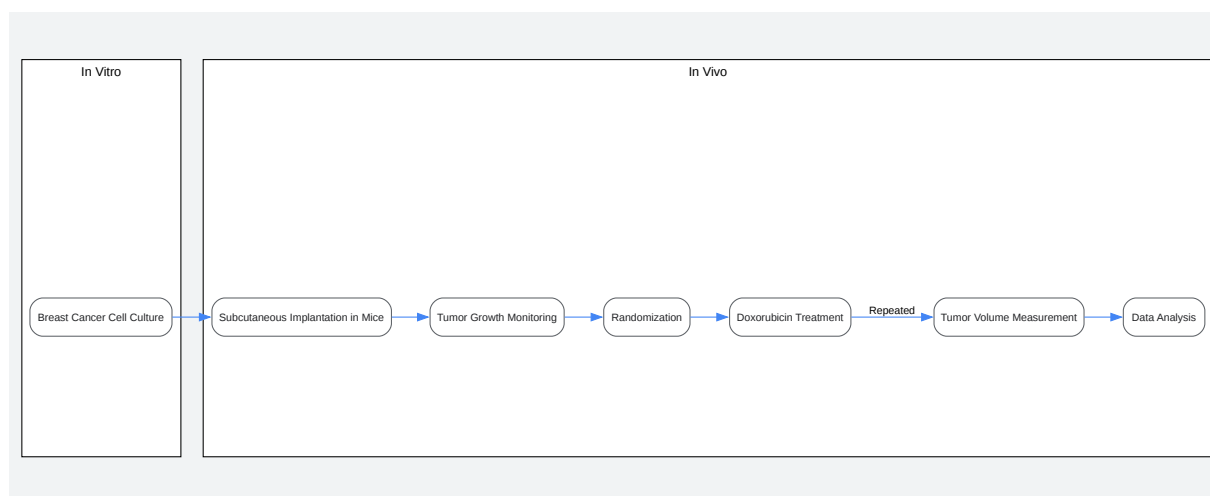 In Vitro
In Vivo
Breast Cancer Cell Culture
Subcutaneous Implantation in Mice
Tumor Growth Monitoring
Randomization
Doxorubicin Treatment
Repeated
Tumor Volume Measurement
Data Analysis